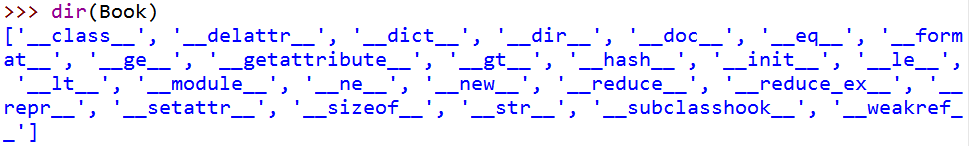 >>> dir(Book)
['__class__', '__delattr__', '__dict__', '__dir__', '__doc__', '__eq__', '__form
at__', '__ge__', '__getattribute__', '__gt__', '__hash__', '__init__', '__le__',
'__lt__', '__module__', '__ne__', '__new__', '__reduce__', '__reduce_ex__', '__
repr__', '__setattr__', '__sizeof__', '__str__', '__subclasshook__', '__weakref_
_']